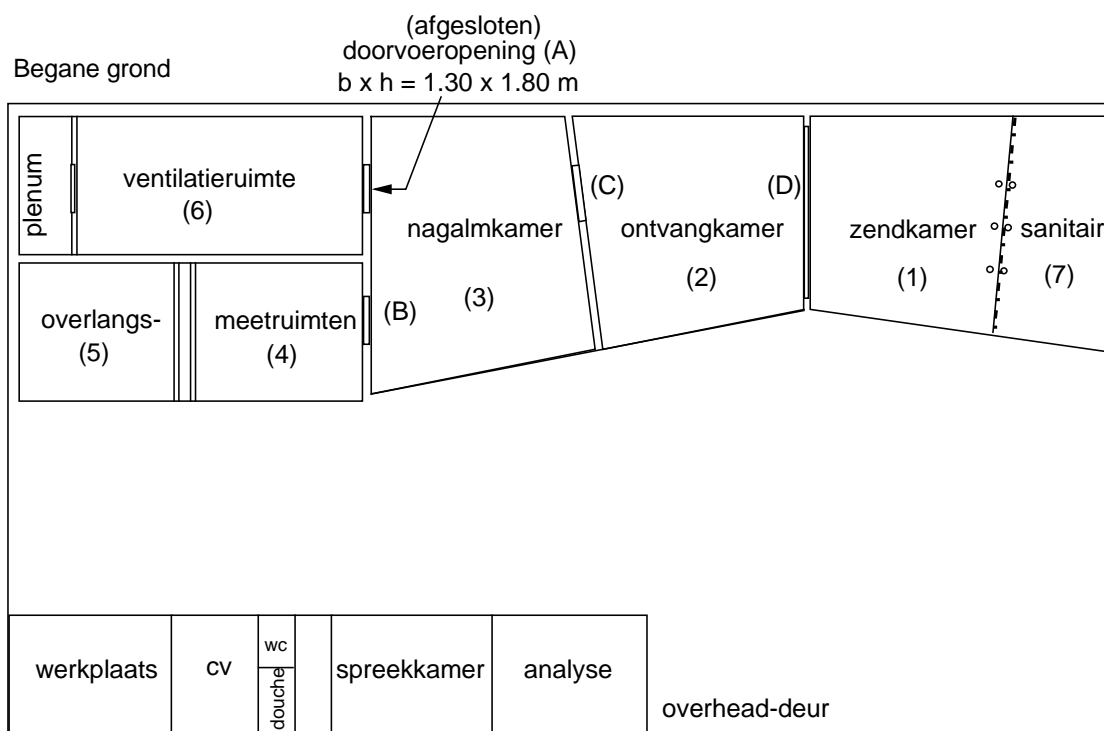 (afgesloten)
doorvoeropening (A)
b x h = 1.30 x 1.80 m
Begane grond
plenum
ventilatieruimte
(6)
nagalmkamer
(3)
(C)
ontvangkamer
(2)
(D)
zendkamer
(1)
sanitair
(7)
overlangs-
(5)
meetruimten
(4)
(B)
werkplaats
cv
wc
douche
spreekkamer
analyse
overhead-deur